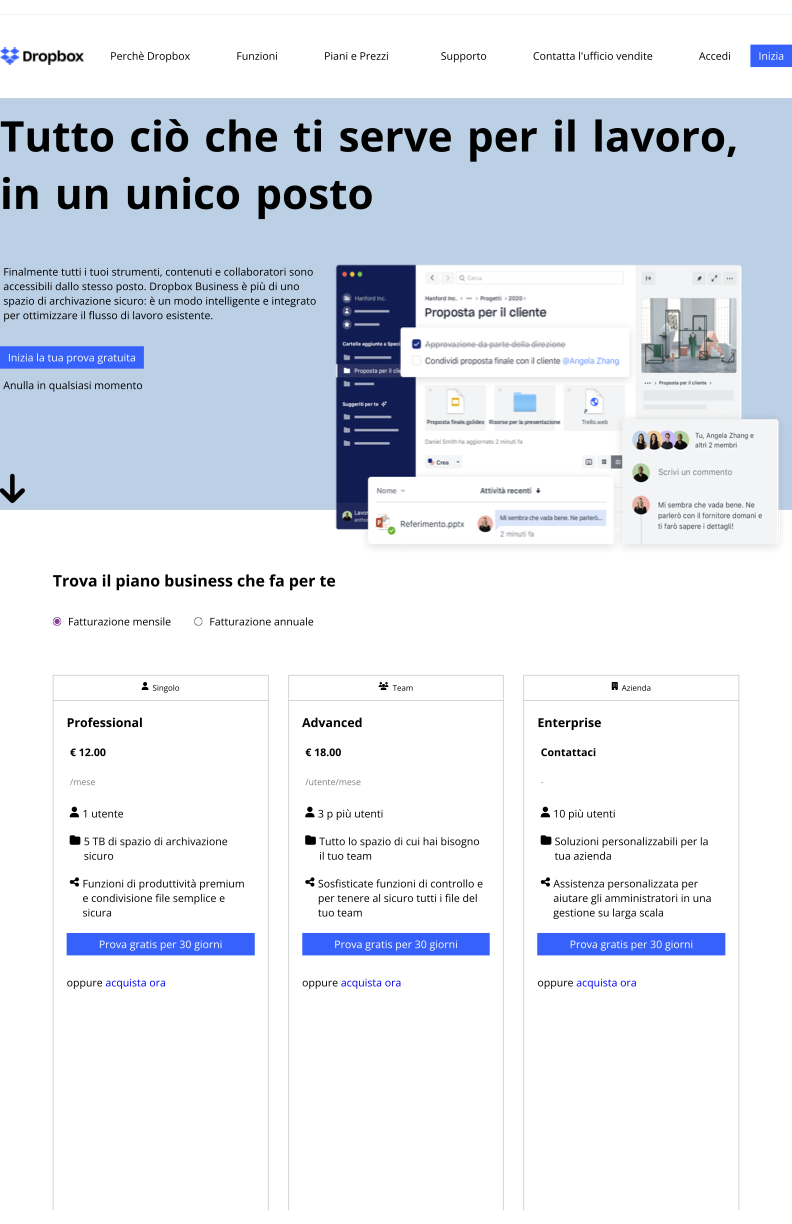 Dropbox
Perchè Dropbox
Funzioni
Piani e Prezzi
Supporto
Contatta l'ufficio vendite
Accedi
Inizia
Tutto ciò che ti serve per il lavoro,
in un unico posto
Finalmente tutti i tuoi strumenti, contenuti e collaboratori sono
accessibili dallo stesso posto. Dropbox Business è più di uno
spazio di archiviazione sicuro: è un modo intelligente e integrato
per ottimizzare il flusso di lavoro esistente.
Inizia la tua prova gratuita
Anulla in qualsiasi momento
Cerca
Hanford Inc.
Hanford Inc. > ••• > Progetti > 2020 ›
Proposta per il cliente
Cartelle aggiunte a Speci
Approvazione da parte della direzione
Condividi proposta finale con il cliente @Angela Zhang
Proposta per il clie
••• > Proposta per il cliente >
Suggeriti per te
Proposta finale.gslides
Risorse per la presentazione
Trello.web
Daniel Smith ha aggiornato 2 minuti fa
Crea
Tu, Angela Zhang e
altri 2 membri
Scrivi un commento
Nome
Attività recenti
Mi sembra che vada bene. Ne
parlerò con il fornitore domani e
ti farò sapere i dettagli!
Referimento.pptx
Mi sembra che vada bene. Ne parlerò...
2 minuti fa
Trova il piano business che fa per te
Fatturazione mensile
Fatturazione annuale
Singolo
Professional
€ 12.00
/mese
1 utente
5 TB di spazio di archivazione
sicuro
Funzioni di produttività premium
e condivisione file semplice e
sicura
Prova gratis per 30 giorni
oppure acquista ora
Team
Advanced
€ 18.00
/utente/mese
3 p più utenti
Tutto lo spazio di cui hai bisogno
il tuo team
Sosfisticate funzioni di controllo e
per tenere al sicuro tutti i file del
tuo team
Prova gratis per 30 giorni
oppure acquista ora
Azienda
Enterprise
Contattaci
-
10 più utenti
Soluzioni personalizzabili per la
tua azienda
Assistenza personalizzata per
aiutare gli amministratori in una
gestione su larga scala
Prova gratis per 30 giorni
oppure acquista ora